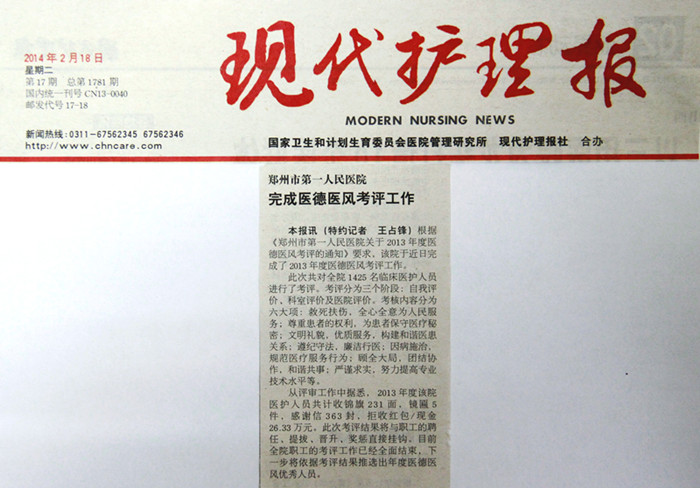 2014年2月18日
星期二
第17期 总第1781期
国内统一刊号CN13-0040
邮发代号17-18
新闻热线:0311-67562345 67562346
http://www.chncare.com
现代护理报
MODERN NURSING NEWS
国家卫生和计划生育委员会医院管理研究所 现代护理报社 合办
郑州市第一人民医院
完成医德医风考评工作
本报讯(特约记者 王占锋)根据
《郑州市第一人民医院关于2013年度医
德医风考评的通知》要求,该院于近日完
成了2013年度医德医风考评工作。
此次共对全院1425名临床医护人员
进行了考评,考评分为三个阶段:自我评
价、科室评价及医院评价,考核内容分为
六大项:救死扶伤,全心全意为人民服
务;尊重患者的权利,为患者保守医疗秘
密;文明礼貌,优质服务,构建和谐医患
关系;遵纪守法,廉洁行医;因病施治,
规范医疗服务行为;顾全大局,团结协
作,和谐共事;严谨求实,努力提高专业
技术水平等。
从评审工作中据悉,2013年度该院
医护人员共计收锦旗231面,镜匾5
件,感谢信363封,拒收红包/现金
26.33万元。此次考评结果将与职工的聘
任、提拔、晋升、奖惩直接挂钩,目前
全院职工的考评工作已经全面结束,下
一步将依据考评结果推选出年度医德医
风优秀人员。